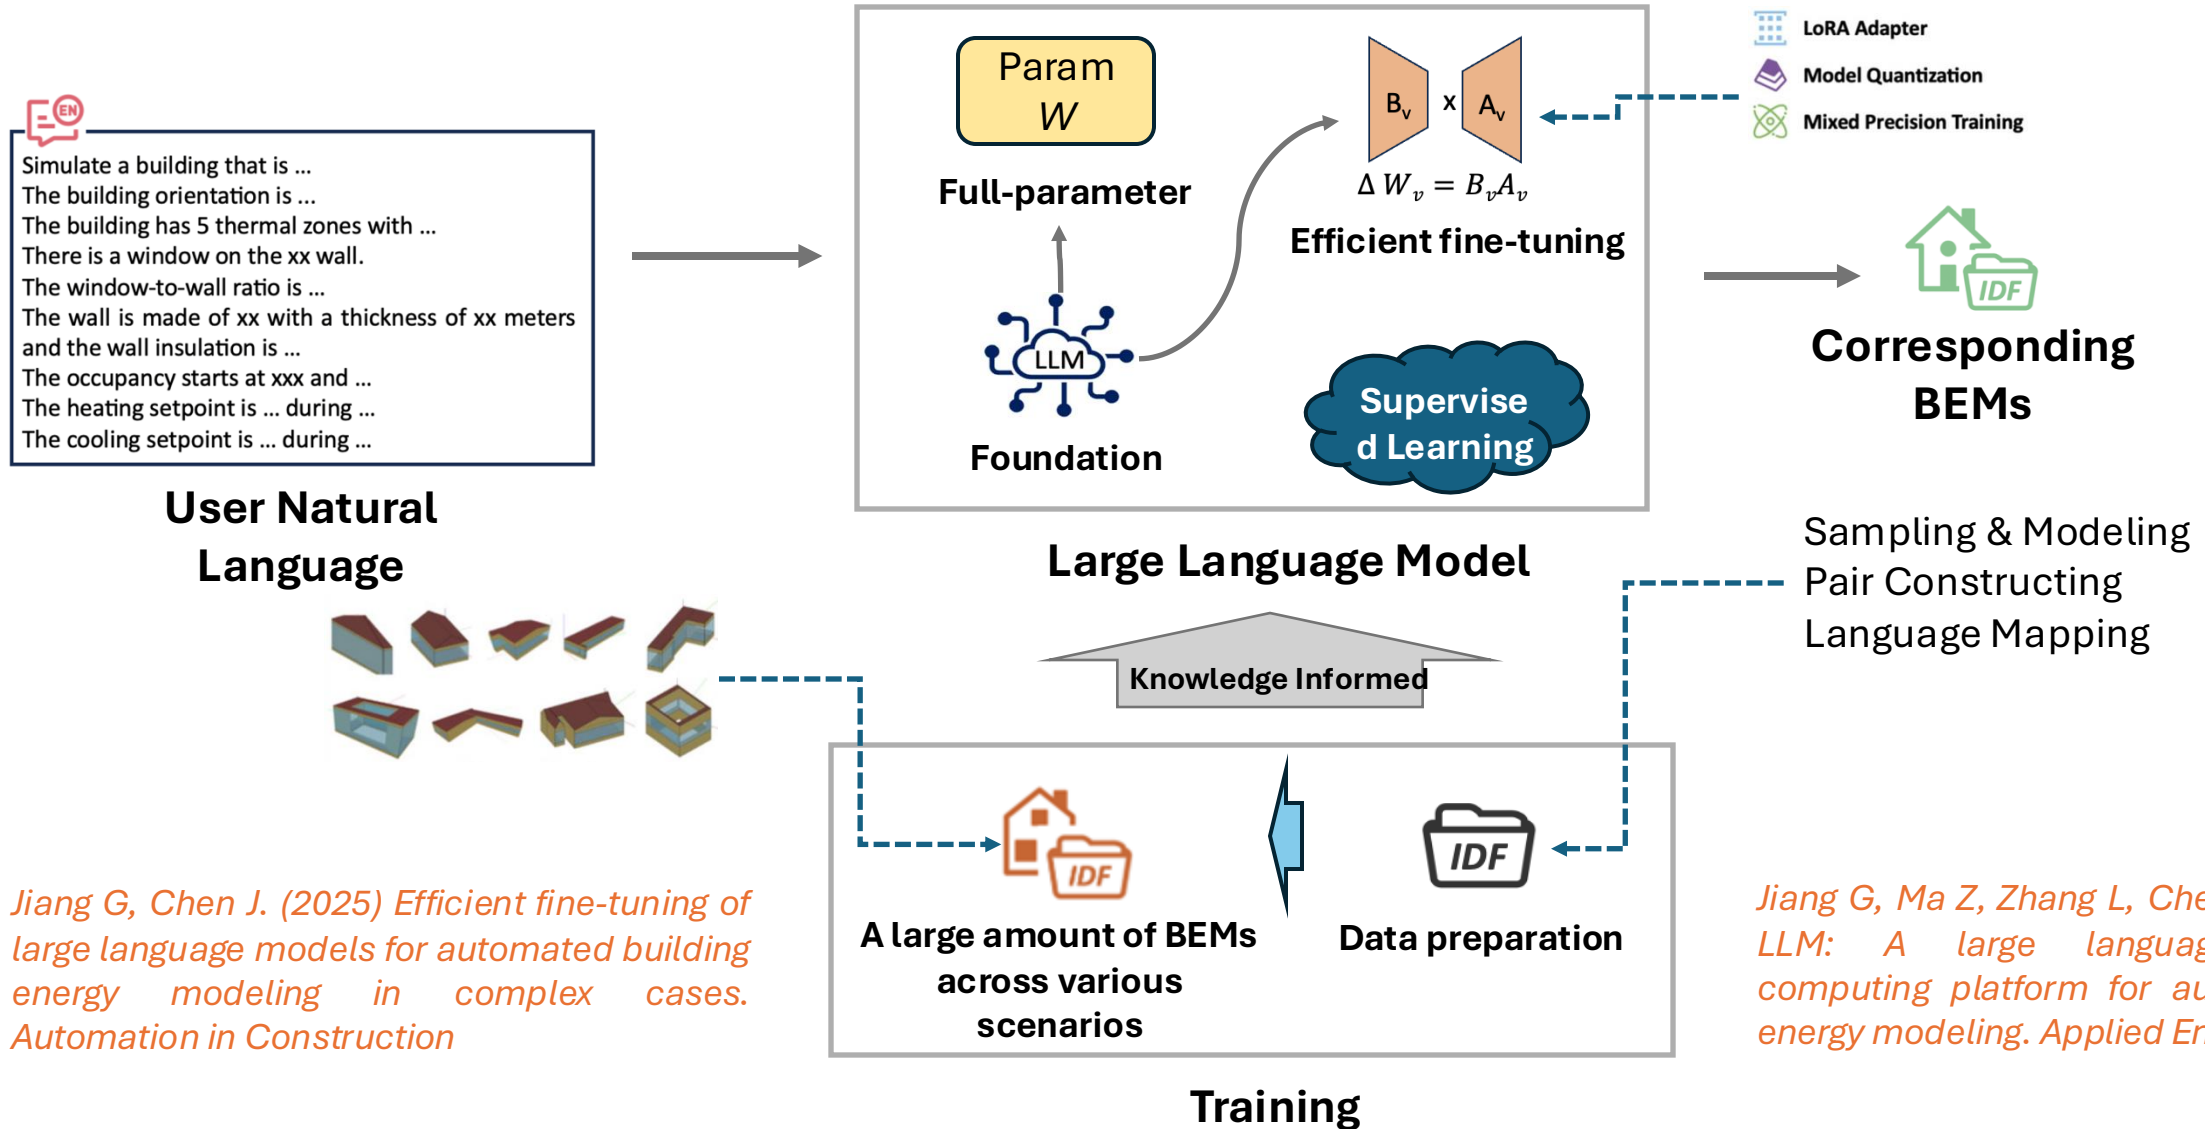 EN
Simulate a building that is ...
The building orientation is ...
The building has 5 thermal zones with ...
There is a window on the xx wall.
The window-to-wall ratio is ...
The wall is made of xx with a thickness of xx meters
and the wall insulation is ...
The occupancy starts at xxx and ...
The heating setpoint is ... during ...
The cooling setpoint is ... during ...
User Natural
Language
Param
W
Full-parameter
LLM
Foundation
B_v x A_v
Δ W_v = B_vA_v
Efficient fine-tuning
Supervise
d Learning
Large Language Model
LoRA Adapter
Model Quantization
Mixed Precision Training
IDF
Corresponding
BEMs
Sampling & Modeling
Pair Constructing
Language Mapping
Knowledge Informed
IDF
A large amount of BEMs
across various
scenarios
IDF
Data preparation
Training
Jiang G, Chen J. (2025) Efficient fine-tuning of
large language models for automated building
energy modeling in complex cases.
Automation in Construction
Jiang G, Ma Z, Zhang L, Che
LLM: A large languag
computing platform for au
energy modeling. Applied En